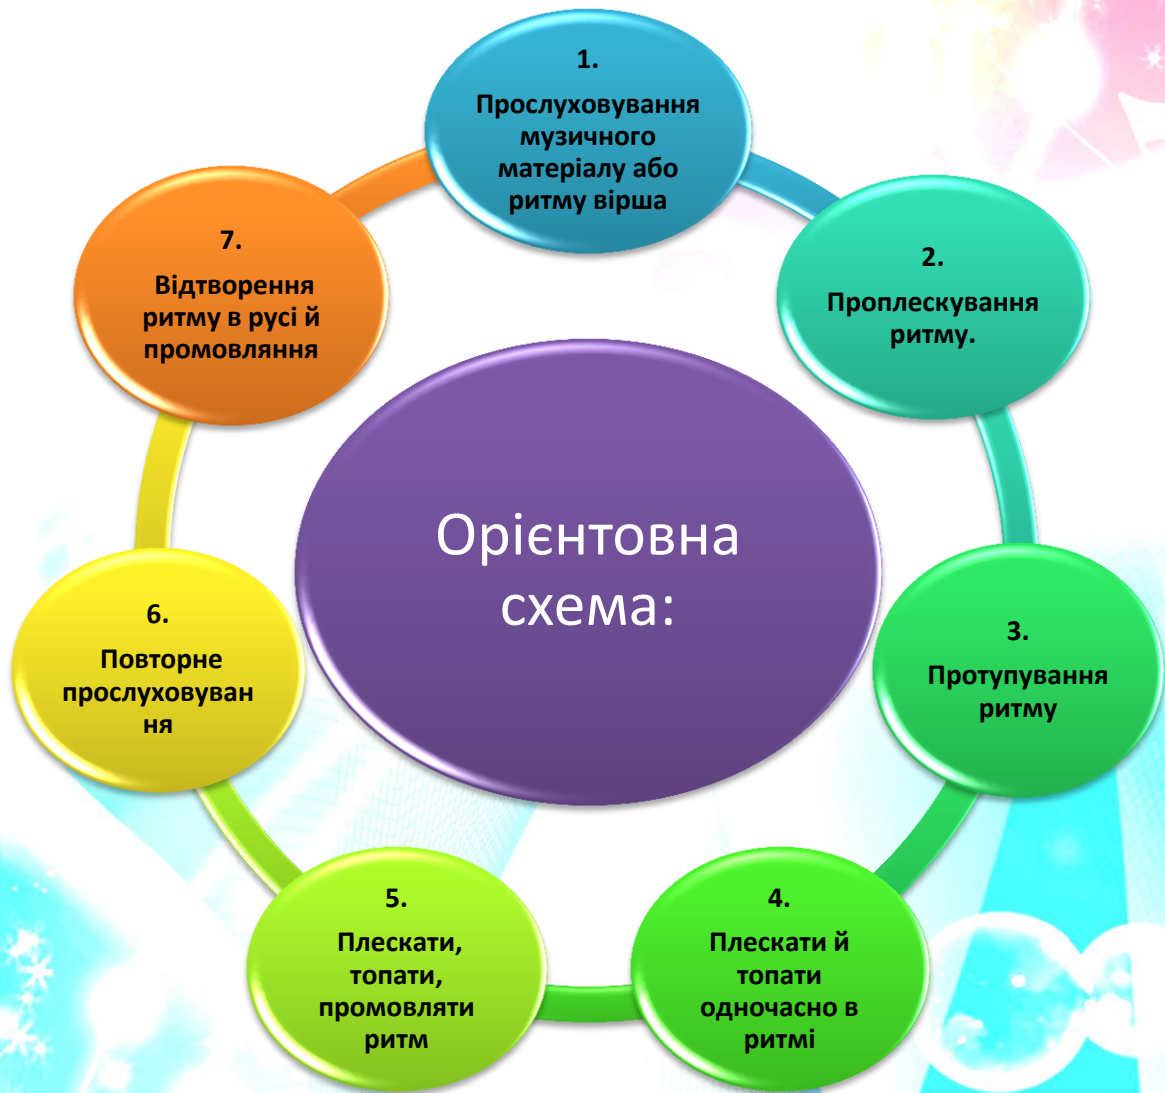 1.
Прослуховування
музичного
матеріалу або
ритму вірша
2.
Проплескування
ритму.
3.
Протупування
ритму
4.
Плескати й
топати
одночасно в
ритмі
5.
Плескати,
топати,
промовляти
ритм
6.
Повторне
прослуховуван
ня
7.
Відтворення
ритму в русі й
промовляння
Орієнтовна
схема: